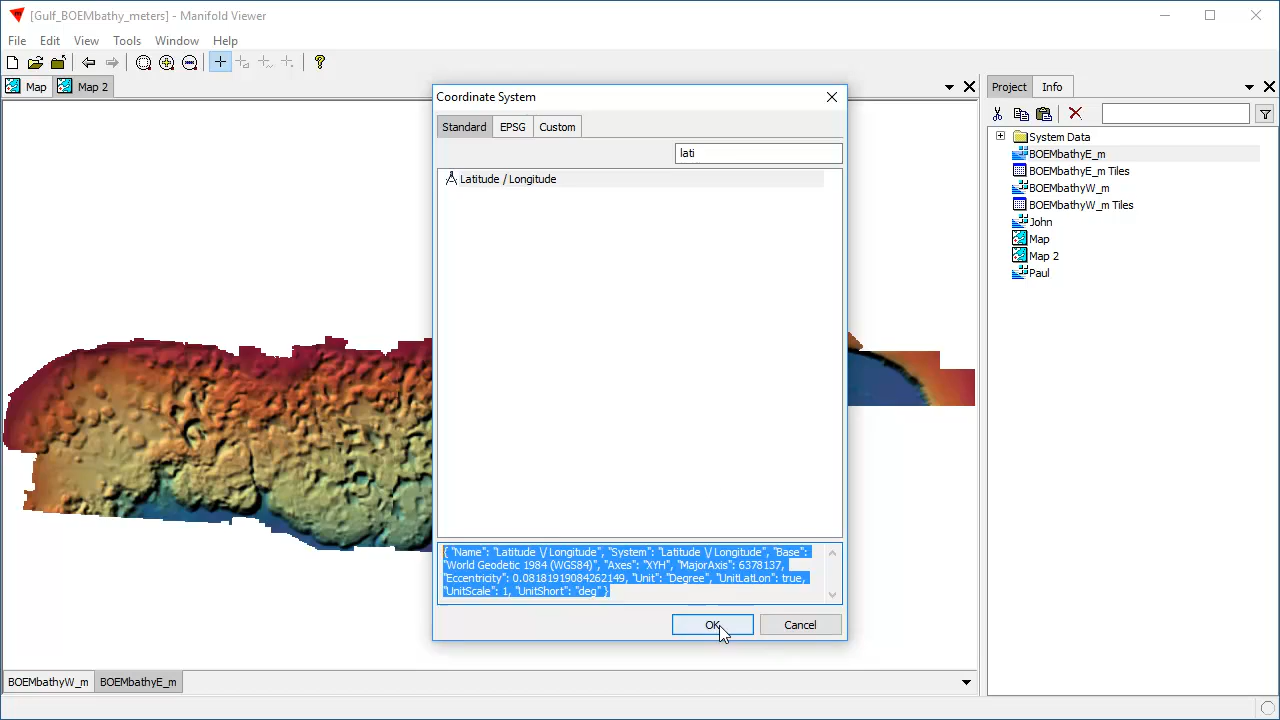 [Gulf_BOEMbathy_meters] - Manifold Viewer
File Edit View Tools Window Help
Map Map 2
Coordinate System
Standard EPSG Custom
lati
Latitude / Longitude
{ "Name": "Latitude \/ Longitude", "System": "Latitude \/ Longitude", "Base":
"World Geodetic 1984 (WGS84)", "Axes": "XYH", "MajorAxis": 6378137,
"Eccentricity": 0.08181919084262149, "Unit": "Degree", "UnitLatLon": true,
"UnitScale": 1, "UnitShort": "deg" }
OK Cancel
Project Info
System Data
BOEMbathyE_m
BOEMbathyE_m Tiles
BOEMbathyW_m
BOEMbathyW_m Tiles
John
Map
Map 2
Paul
BOEMbathyW_m BOEMbathyE_m